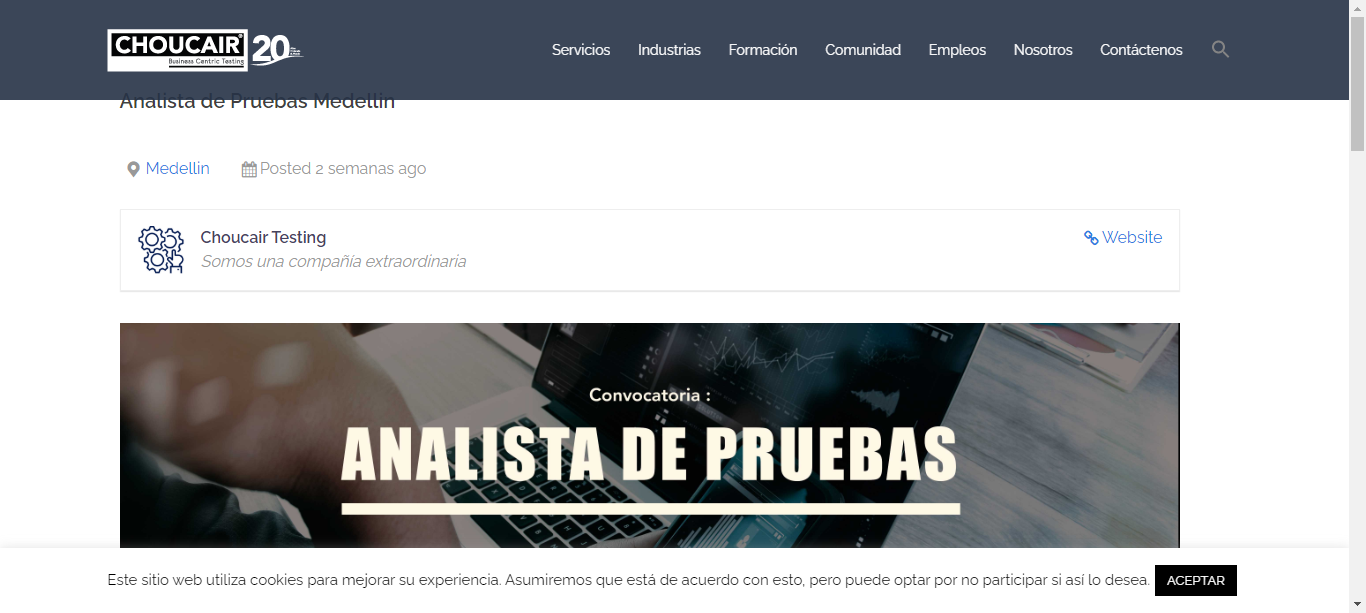 CHOUCAIR®
Business Centric Testing
20
Servicios
Industrias
Formación
Comunidad
Empleos
Nosotros
Contáctenos
Analista de Pruebas Medellin
Medellin
Posted 2 semanas ago
Choucair Testing
Website
Somos una compañía extraordinaria
Convocatoria :
ANALISTA DE PRUEBAS
Este sitio web utiliza cookies para mejorar su experiencia. Asumiremos que está de acuerdo con esto, pero puede optar por no participar si así lo desea.
ACEPTAR